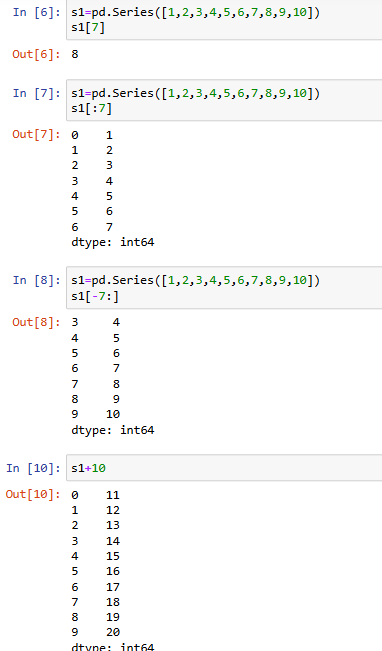 In [6]: s1=pd.Series([1,2,3,4,5,6,7,8,9,10])
s1[7]
Out[6]: 8
In [7]: s1=pd.Series([1,2,3,4,5,6,7,8,9,10])
s1[:7]
Out[7]: 0 1
1 2
2 3
3 4
4 5
5 6
6 7
dtype: int64
In [8]: s1=pd.Series([1,2,3,4,5,6,7,8,9,10])
s1[-7:]
Out[8]: 3 4
4 5
5 6
6 7
7 8
8 9
9 10
dtype: int64
In [10]: s1+10
Out[10]: 0 11
1 12
2 13
3 14
4 15
5 16
6 17
7 18
8 19
9 20
dtype: int64